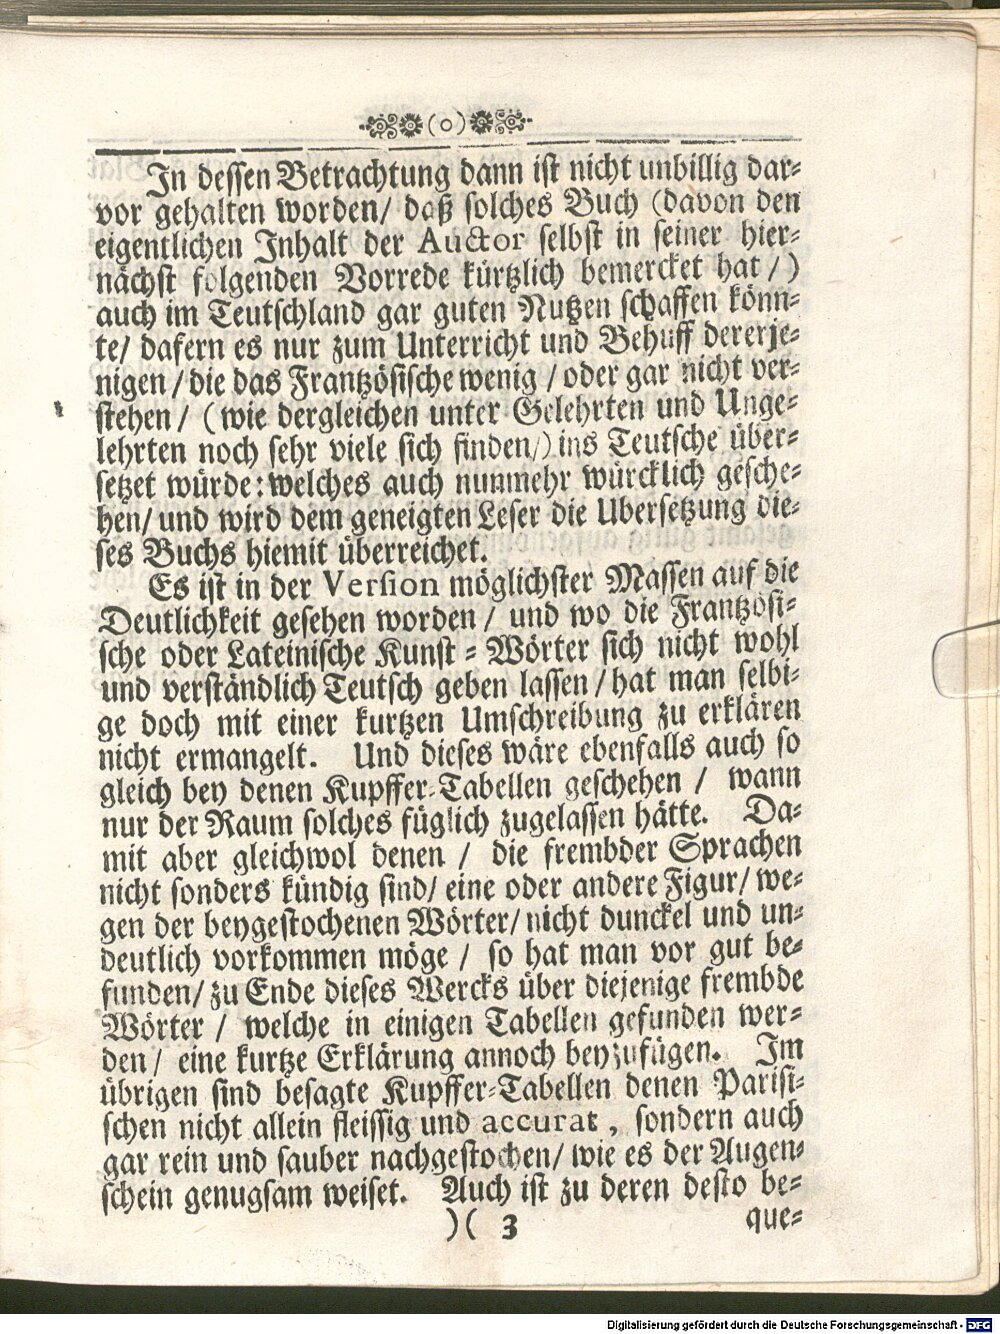 (o)
In dessen Betrachtung dann ist nicht unbillig dar-
vor gehalten worden/ daß solches Buch (davon den
eigentlichen Inhalt der Auctor selbst in seiner hier-
nächst folgenden Vorrede kürtzlich bemercket hat/)
auch im Teutschland gar guten Nutzen schaffen könn-
te/ dafern es nur zum Unterricht und Behuff dererje-
nigen/ die das Frantzösische wenig/ oder gar nicht ver-
stehen/ (wie dergleichen unter Gelehrten und Unge-
lehrten noch sehr viele sich finden/) ins Teutsche über-
setzet würde: welches auch nunmehr würcklich gesche-
hen/ und wird dem geneigten Leser die Ubersetzung die-
ses Buchs hiemit überreichet.
Es ist in der Version möglichster Massen auf die
Deutlichkeit gesehen worden/ und wo die Frantzösi-
sche oder Lateinische Kunst-Wörter sich nicht wohl
und verständlich Teutsch geben lassen/ hat man selbi-
ge doch mit einer kurtzen Umschreibung zu erklären
nicht ermangelt. Und dieses wäre ebenfalls auch so
gleich bey denen Kupffer-Tabellen geschehen/ wann
nur der Raum solches füglich zugelassen hätte. Da-
mit aber gleichwol denen/ die frembder Sprachen
nicht sonders kündig sind/ eine oder andere Figur/ we-
gen der beygestochenen Wörter/ nicht dunckel und un-
deutlich vorkommen möge/ so hat man vor gut be-
funden/ zu Ende dieses Wercks über diejenige frembde
Wörter/ welche in einigen Tabellen gefunden wer-
den/ eine kurtze Erklärung annoch beyzufügen. Im
übrigen sind besagte Kupffer-Tabellen denen Parisi-
schen nicht allein fleissig und accurat, sondern auch
gar rein und sauber nachgestochen/ wie es der Augen-
schein genugsam weiset. Auch ist zu deren desto be-
)( 3 que-
Digitalisierung gefördert durch die Deutsche Forschungsgemeinschaft - DFG